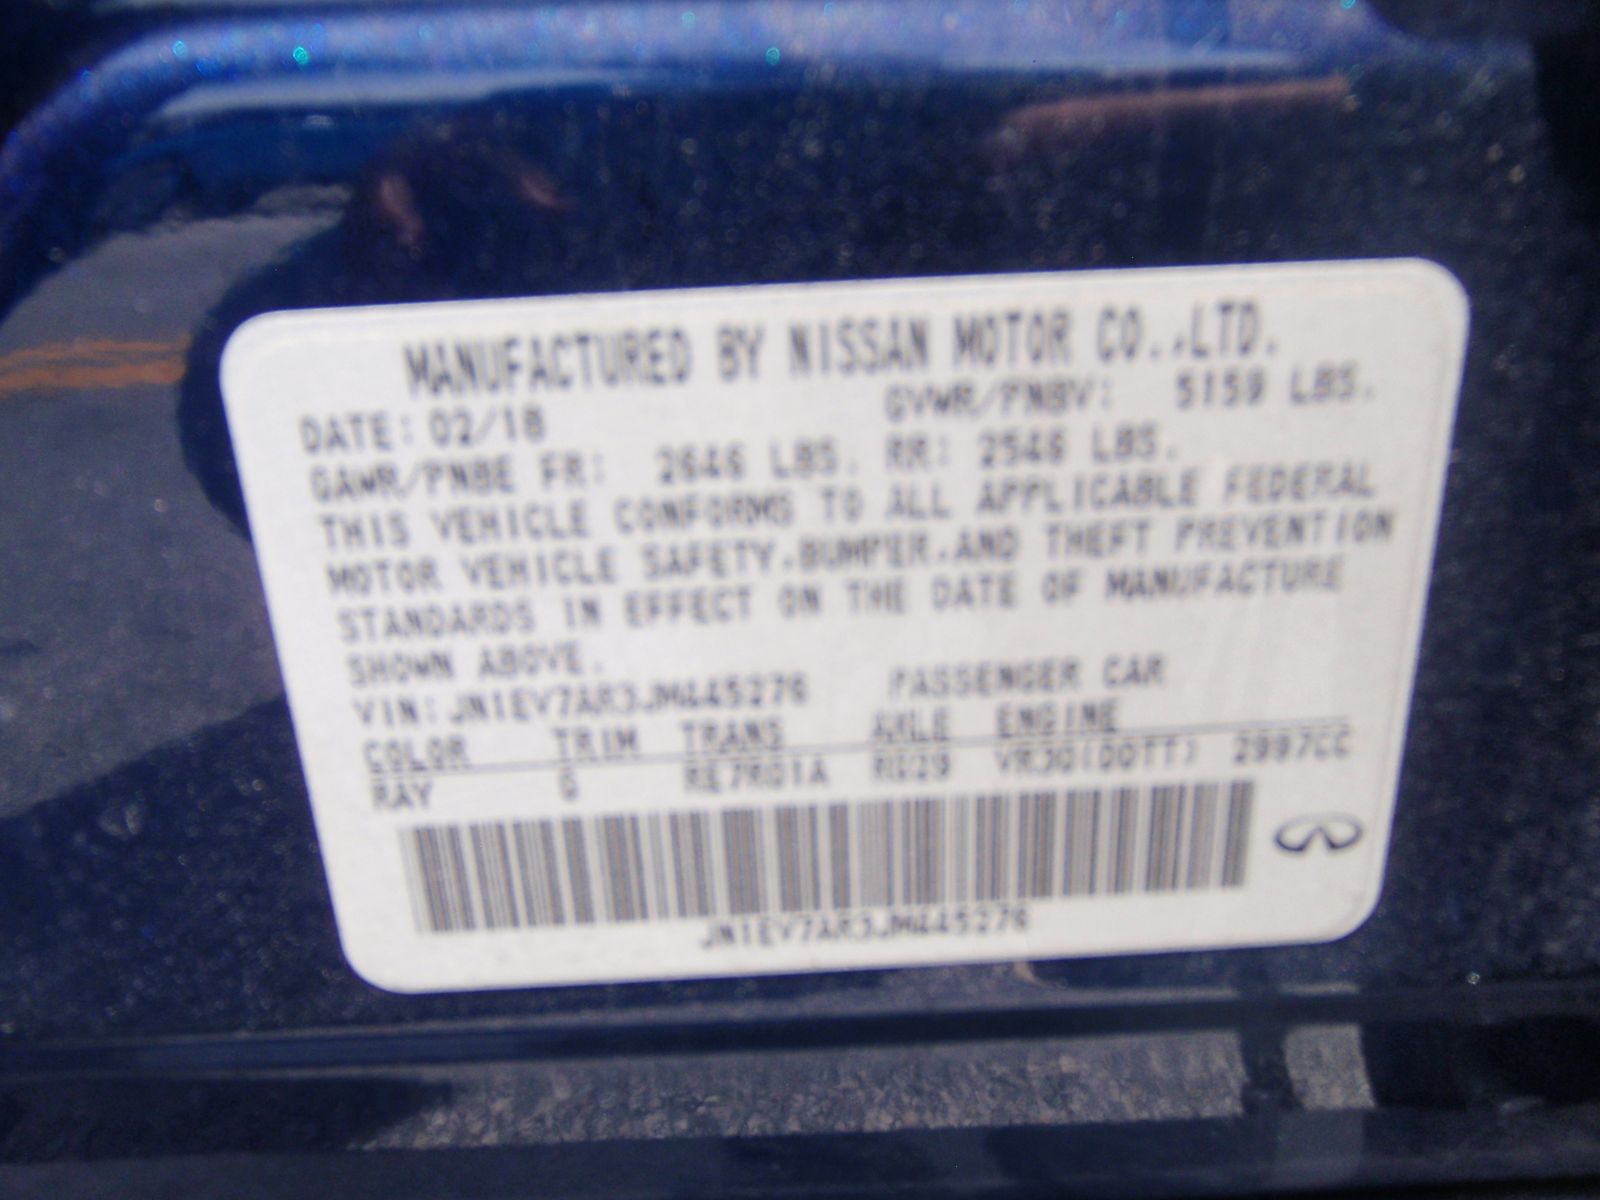 MANUFACTURED BY NISSAN MOTOR CO.,LTD.
DATE: 02/18 GVWR/PNBV: 5159 LBS.
GAWR/PNBE FR: 2646 LBS. RR: 2546 LBS.
THIS VEHICLE CONFORMS TO ALL APPLICABLE FEDERAL
MOTOR VEHICLE SAFETY,BUMPER,AND THEFT PREVENTION
STANDARDS IN EFFECT ON THE DATE OF MANUFACTURE
SHOWN ABOVE.
VIN: JN1EV7AR3JM445276 PASSENGER CAR
COLOR TRIM TRANS AXLE ENGINE
RAY G RE7R01A R029 VR30(DDTT) 2997CC
JN1EV7AR3JM445276